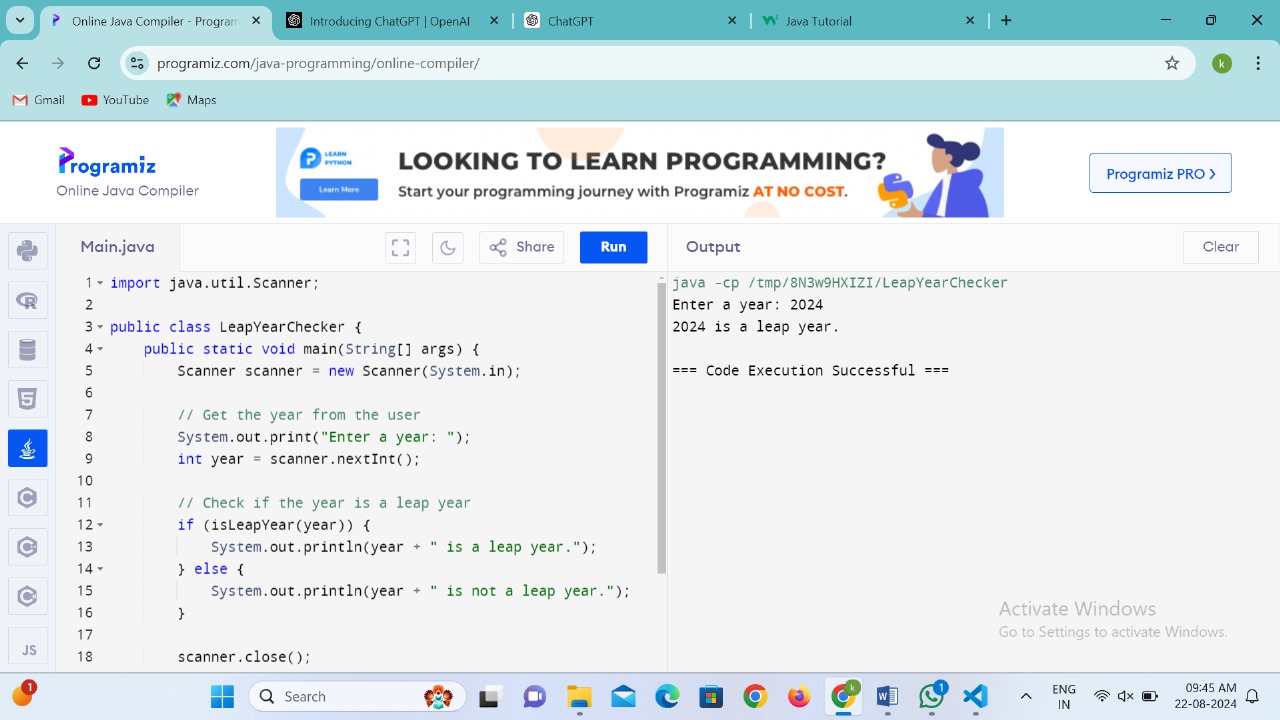 Online Java Compiler - Program
Introducing ChatGPT | OpenAI
ChatGPT
Java Tutorial
programiz.com/java-programming/online-compiler/
k
Gmail
YouTube
Maps
Programiz
Online Java Compiler
LEARN
PYTHON
Learn More
LOOKING TO LEARN PROGRAMMING?
Start your programming journey with Programiz AT NO COST.
Programiz PRO >
Main.java
Share
Run
Output
Clear
1 import java.util.Scanner;
2
3 public class LeapYearChecker {
4 public static void main(String[] args) {
5 Scanner scanner = new Scanner(System.in);
6
7 // Get the year from the user
8 System.out.print("Enter a year: ");
9 int year = scanner.nextInt();
10
11 // Check if the year is a leap year
12 if (isLeapYear(year)) {
13 System.out.println(year + " is a leap year.");
14 } else {
15 System.out.println(year + " is not a leap year.");
16 }
17
18 scanner.close();
JS
java -cp /tmp/8N3w9HXIZI/LeapYearChecker
Enter a year: 2024
2024 is a leap year.
=== Code Execution Successful ===
Activate Windows
Go to Settings to activate Windows.
1
Search
k
1
ENG
IN
09:45 AM
22-08-2024